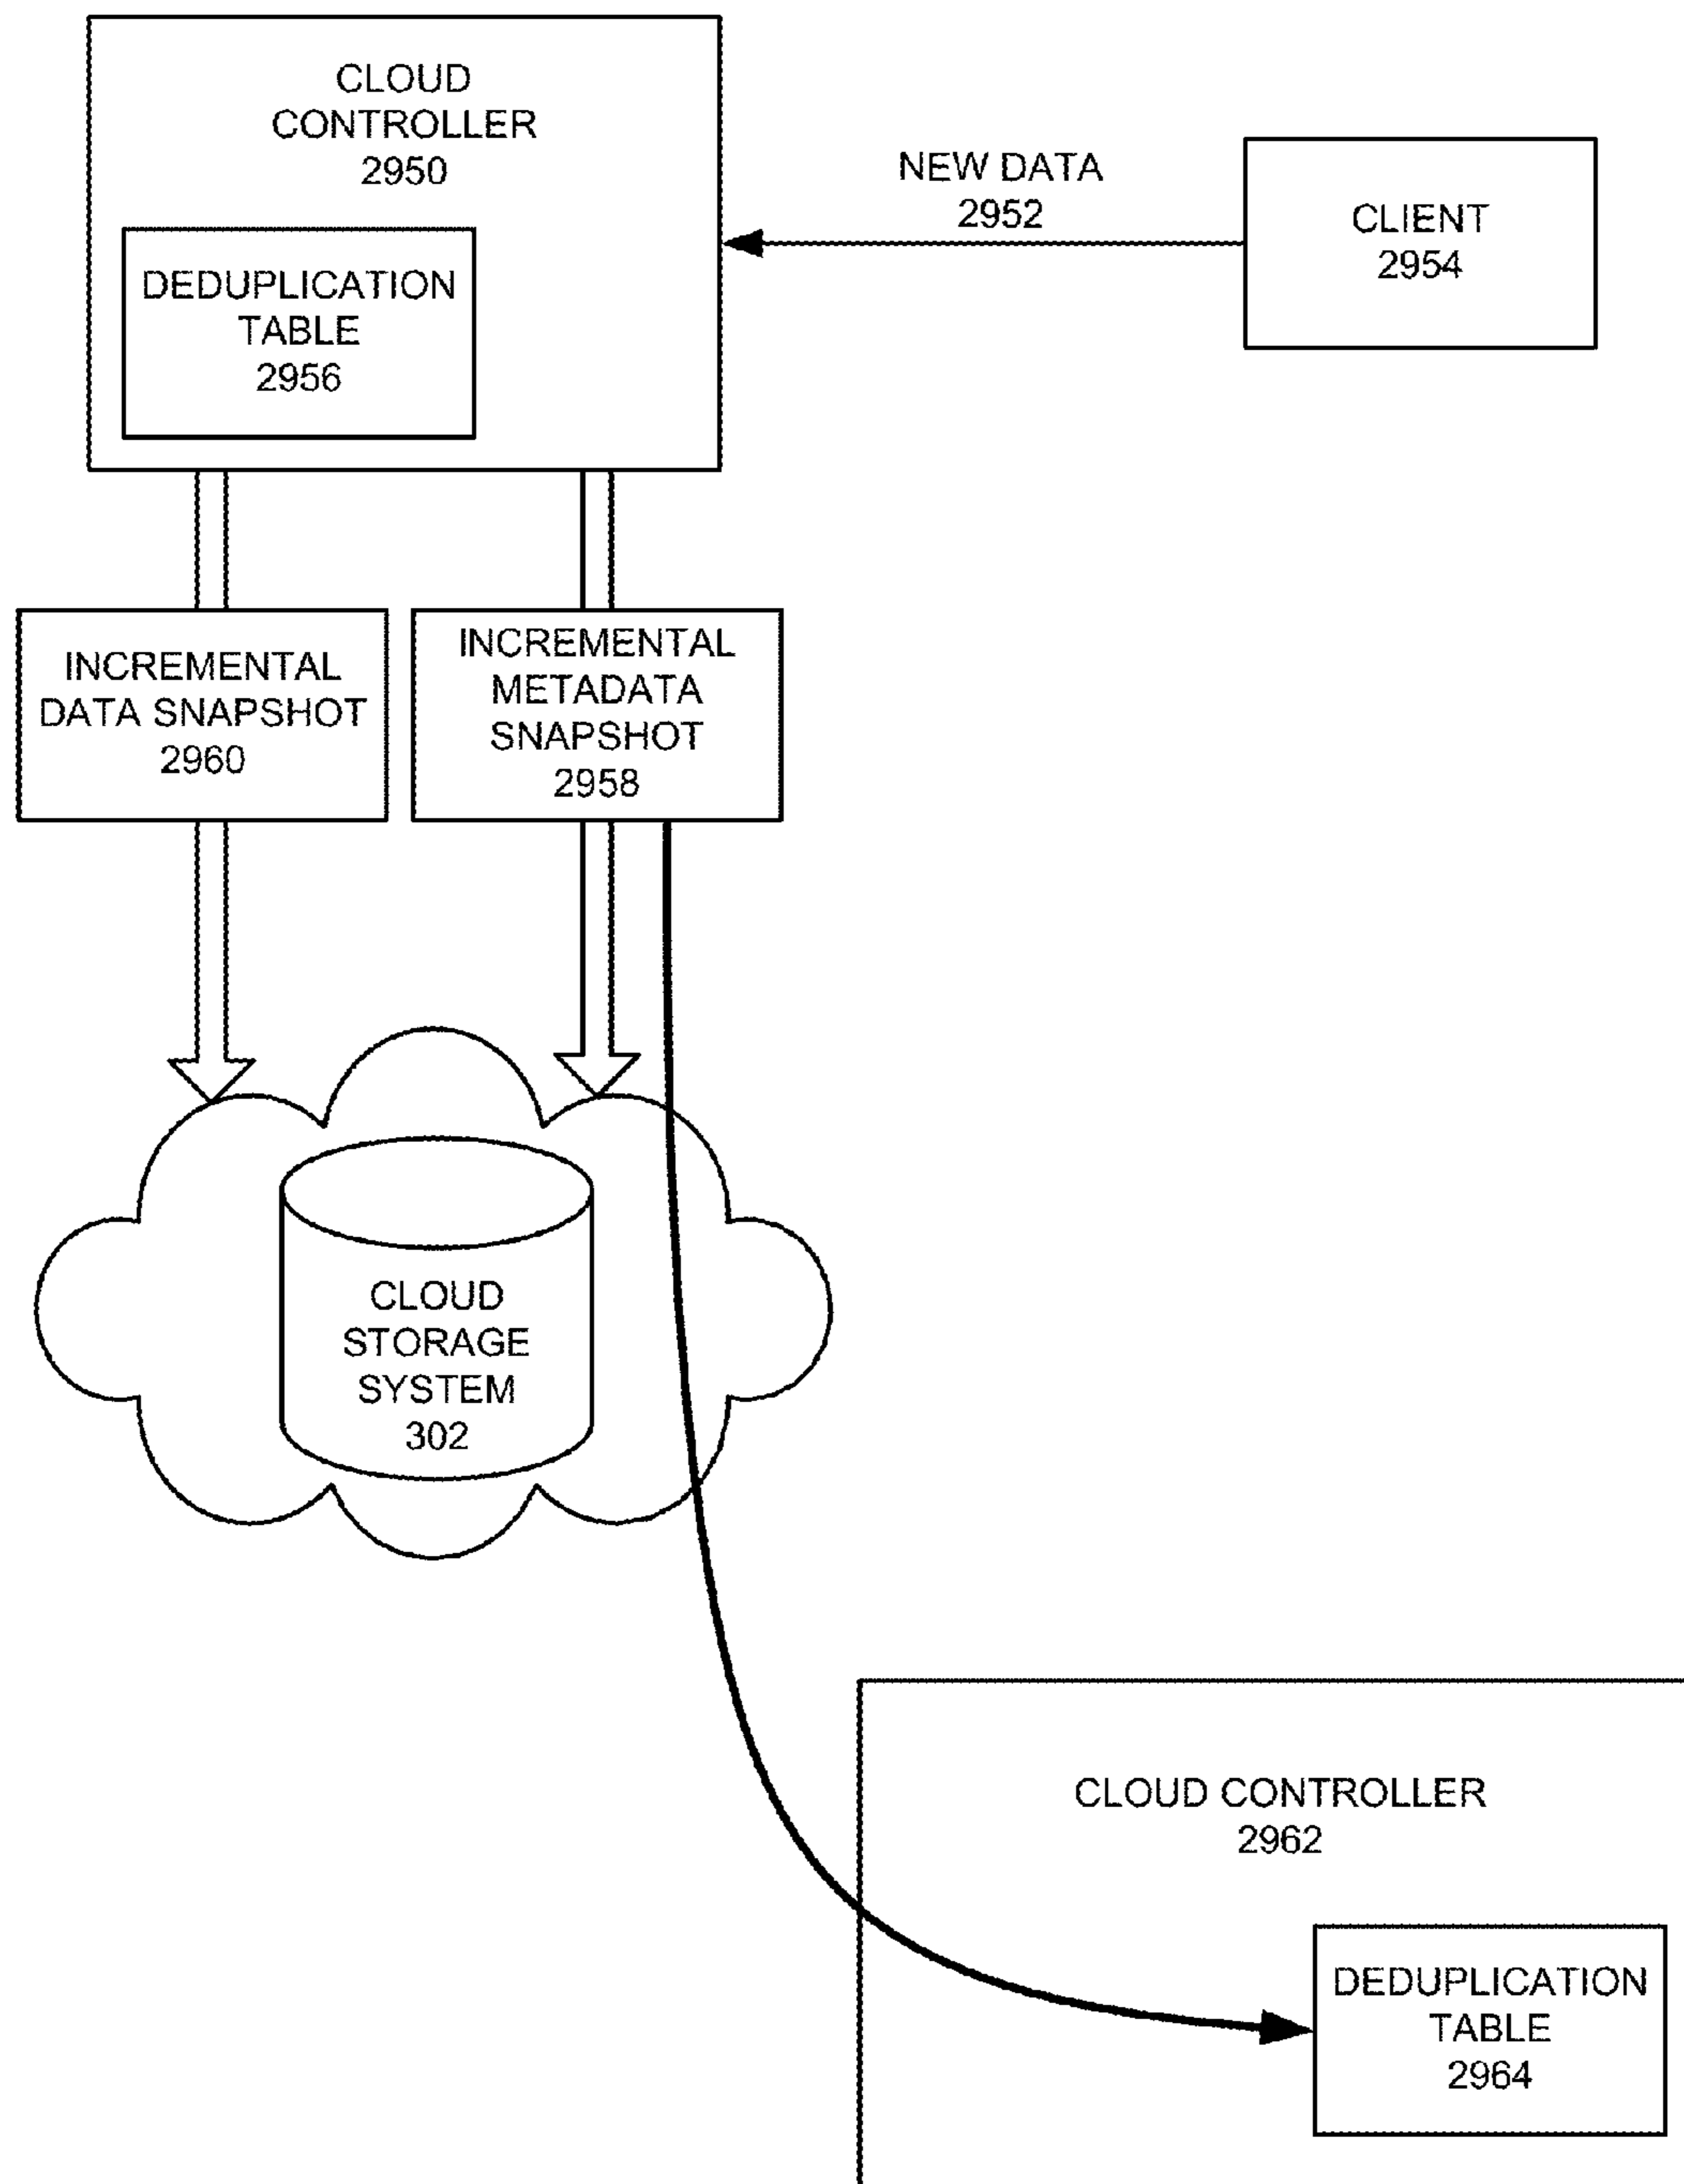 CLOUD
CONTROLLER
2950
NEW DATA
2952
CLIENT
2954
DEDUPLICATION
TABLE
2956
INCREMENTAL
DATA SNAPSHOT
2960
INCREMENTAL
METADATA
SNAPSHOT
2958
CLOUD
STORAGE
SYSTEM
302
CLOUD CONTROLLER
2962
DEDUPLICATION
TABLE
2964